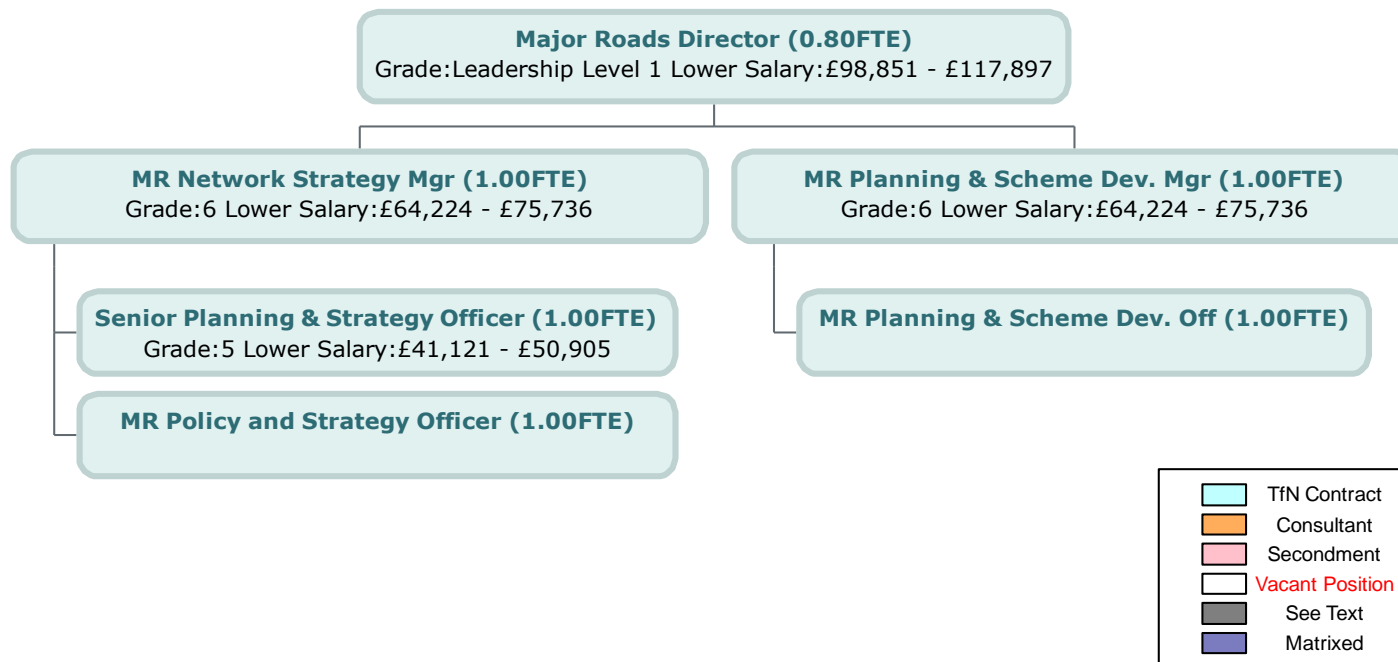 Major Roads Director (0.80FTE)
Grade:Leadership Level 1 Lower Salary:£98,851 - £117,897
MR Network Strategy Mgr (1.00FTE)
Grade:6 Lower Salary:£64,224 - £75,736
MR Planning & Scheme Dev. Mgr (1.00FTE)
Grade:6 Lower Salary:£64,224 - £75,736
Senior Planning & Strategy Officer (1.00FTE)
Grade:5 Lower Salary:£41,121 - £50,905
MR Planning & Scheme Dev. Off (1.00FTE)
MR Policy and Strategy Officer (1.00FTE)
TfN Contract
Consultant
Secondment
Vacant Position
See Text
Matrixed